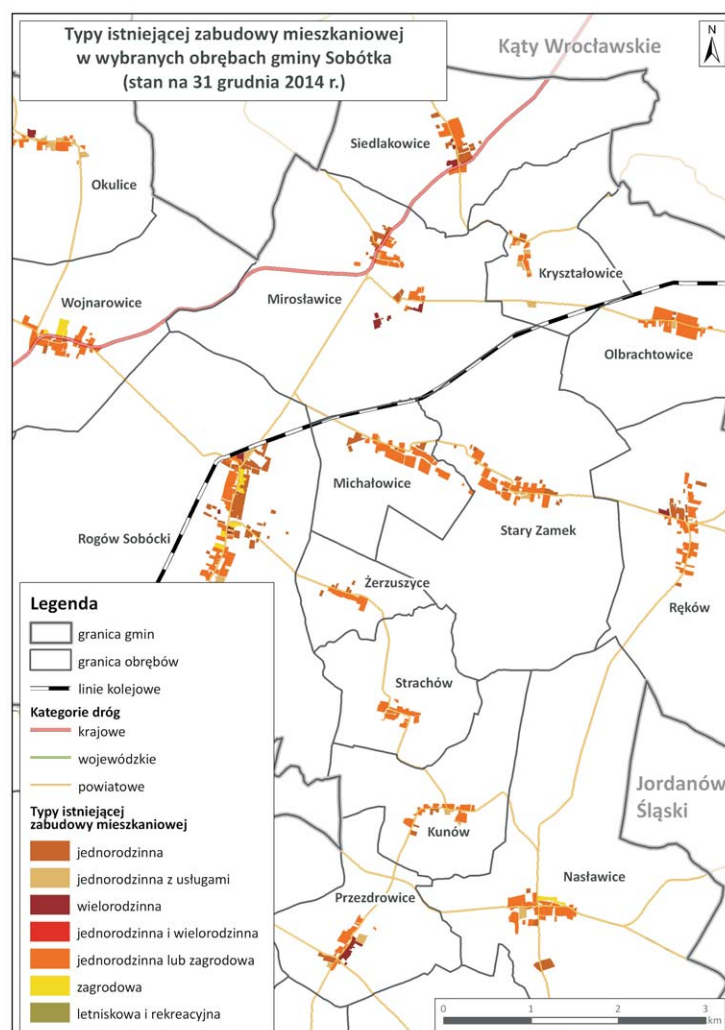 Typy istniejącej zabudowy mieszkaniowej
w wybranych obrębach gminy Sobótka
(stan na 31 grudnia 2014 r.)
Kąty Wrocławskie
N
Siedlakowice
Okulice
Kryształowice
Wojnarowice
Mirosławice
Olbrachtowice
Michałowice
Stary Zamek
Rogów Sobócki
Żerzuszyce
Ręków
Strachów
Jordanów
Śląski
Kunów
Nasławice
Przezdrowice
Legenda
granica gmin
granica obrębów
linie kolejowe
Kategorie dróg
krajowe
wojewódzkie
powiatowe
Typy istniejącej
zabudowy mieszkaniowej
jednorodzinna
jednorodzinna z usługami
wielorodzinna
jednorodzinna i wielorodzinna
jednorodzinna lub zagrodowa
zagrodowa
letniskowa i rekreacyjna
0 1 2 3
km